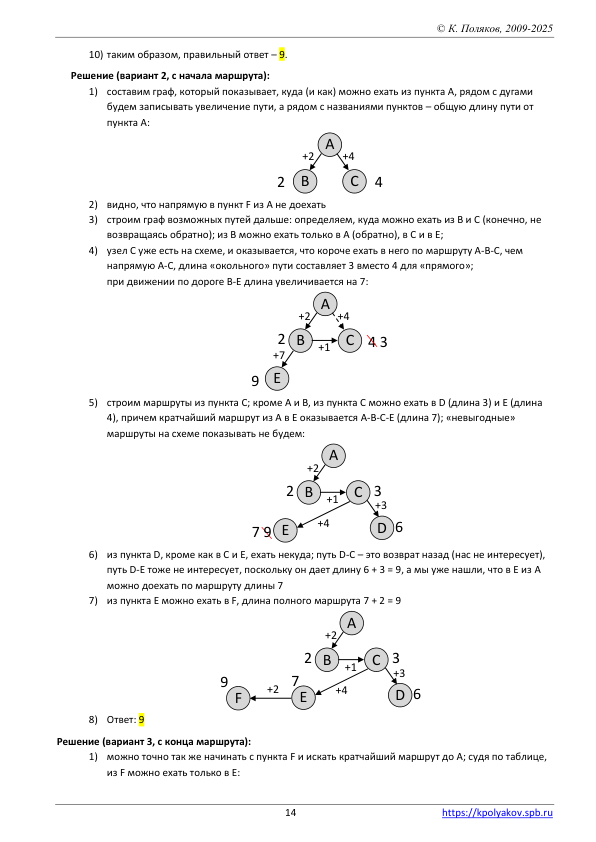 © К. Поляков, 2009-2025
10) таким образом, правильный ответ – 9.
Решение (вариант 2, с начала маршрута):
1) составим граф, который показывает, куда (и как) можно ехать из пункта А, рядом с дугами
будем записывать увеличение пути, а рядом с названиями пунктов – общую длину пути от
пункта А:
A
+2 +4
2 B C 4
2) видно, что напрямую в пункт F из A не доехать
3) строим граф возможных путей дальше: определяем, куда можно ехать из B и C (конечно, не
возвращаясь обратно); из B можно ехать только в A (обратно), в C и в E;
4) узел C уже есть на схеме, и оказывается, что короче ехать в него по маршруту A-B-C, чем
напрямую A-C, длина «окольного» пути составляет 3 вместо 4 для «прямого»;
при движении по дороге B-E длина увеличивается на 7:
A
+2 +4
2 B +1 C 4 3
+7
9 E
5) строим маршруты из пункта C; кроме A и B, из пункта C можно ехать в D (длина 3) и E (длина
4), причем кратчайший маршрут из A в E оказывается A-B-C-E (длина 7); «невыгодные»
маршруты на схеме показывать не будем:
A
+2
2 B +1 C 3
+3
7 9 E +4 D 6
6) из пункта D, кроме как в C и E, ехать некуда; путь D-C – это возврат назад (нас не интересует),
путь D-E тоже не интересует, поскольку он дает длину 6 + 3 = 9, а мы уже нашли, что в E из A
можно доехать по маршруту длины 7
7) из пункта E можно ехать в F, длина полного маршрута 7 + 2 = 9
A
+2
2 B +1 C 3
+3
9 7
F +2 E +4 D 6
8) Ответ: 9
Решение (вариант 3, с конца маршрута):
1) можно точно так же начинать с пункта F и искать кратчайший маршрут до A; судя по таблице,
из F можно ехать только в E:
14 https://kpolyakov.spb.ru